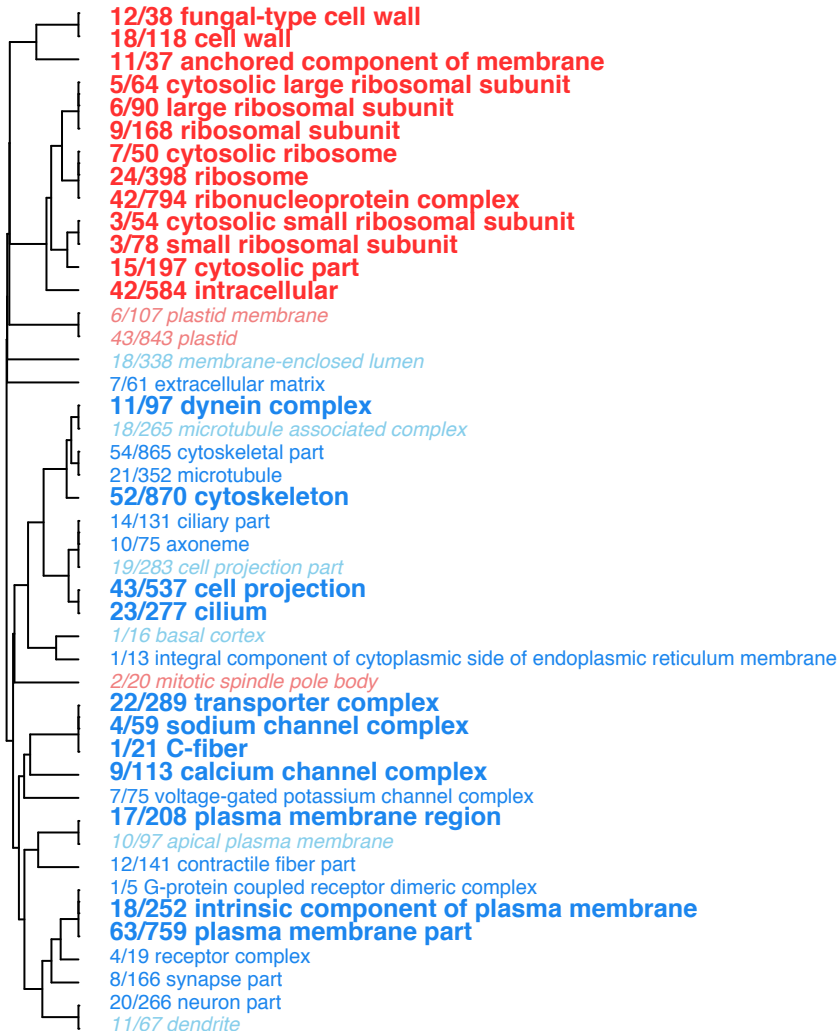 12/38 fungal-type cell wall
18/118 cell wall
11/37 anchored component of membrane
5/64 cytosolic large ribosomal subunit
6/90 large ribosomal subunit
9/168 ribosomal subunit
7/50 cytosolic ribosome
24/398 ribosome
42/794 ribonucleoprotein complex
3/54 cytosolic small ribosomal subunit
3/78 small ribosomal subunit
15/197 cytosolic part
42/584 intracellular
6/107 plastid membrane
43/843 plastid
18/338 membrane-enclosed lumen
7/61 extracellular matrix
11/97 dynein complex
18/265 microtubule associated complex
54/865 cytoskeletal part
21/352 microtubule
52/870 cytoskeleton
14/131 ciliary part
10/75 axoneme
19/283 cell projection part
43/537 cell projection
23/277 cilium
1/16 basal cortex
1/13 integral component of cytoplasmic side of endoplasmic reticulum membrane
2/20 mitotic spindle pole body
22/289 transporter complex
4/59 sodium channel complex
1/21 C-fiber
9/113 calcium channel complex
7/75 voltage-gated potassium channel complex
17/208 plasma membrane region
10/97 apical plasma membrane
12/141 contractile fiber part
1/5 G-protein coupled receptor dimeric complex
18/252 intrinsic component of plasma membrane
63/759 plasma membrane part
4/19 receptor complex
8/166 synapse part
20/266 neuron part
11/67 dendrite